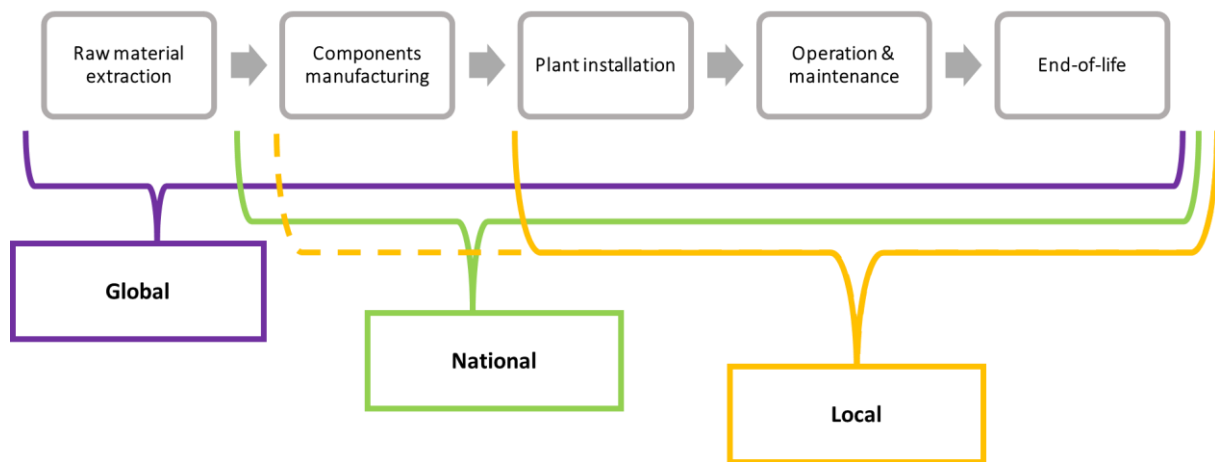 Raw material
extraction
Components
manufacturing
Plant installation
Operation &
maintenance
End-of-life
Global
National
Local